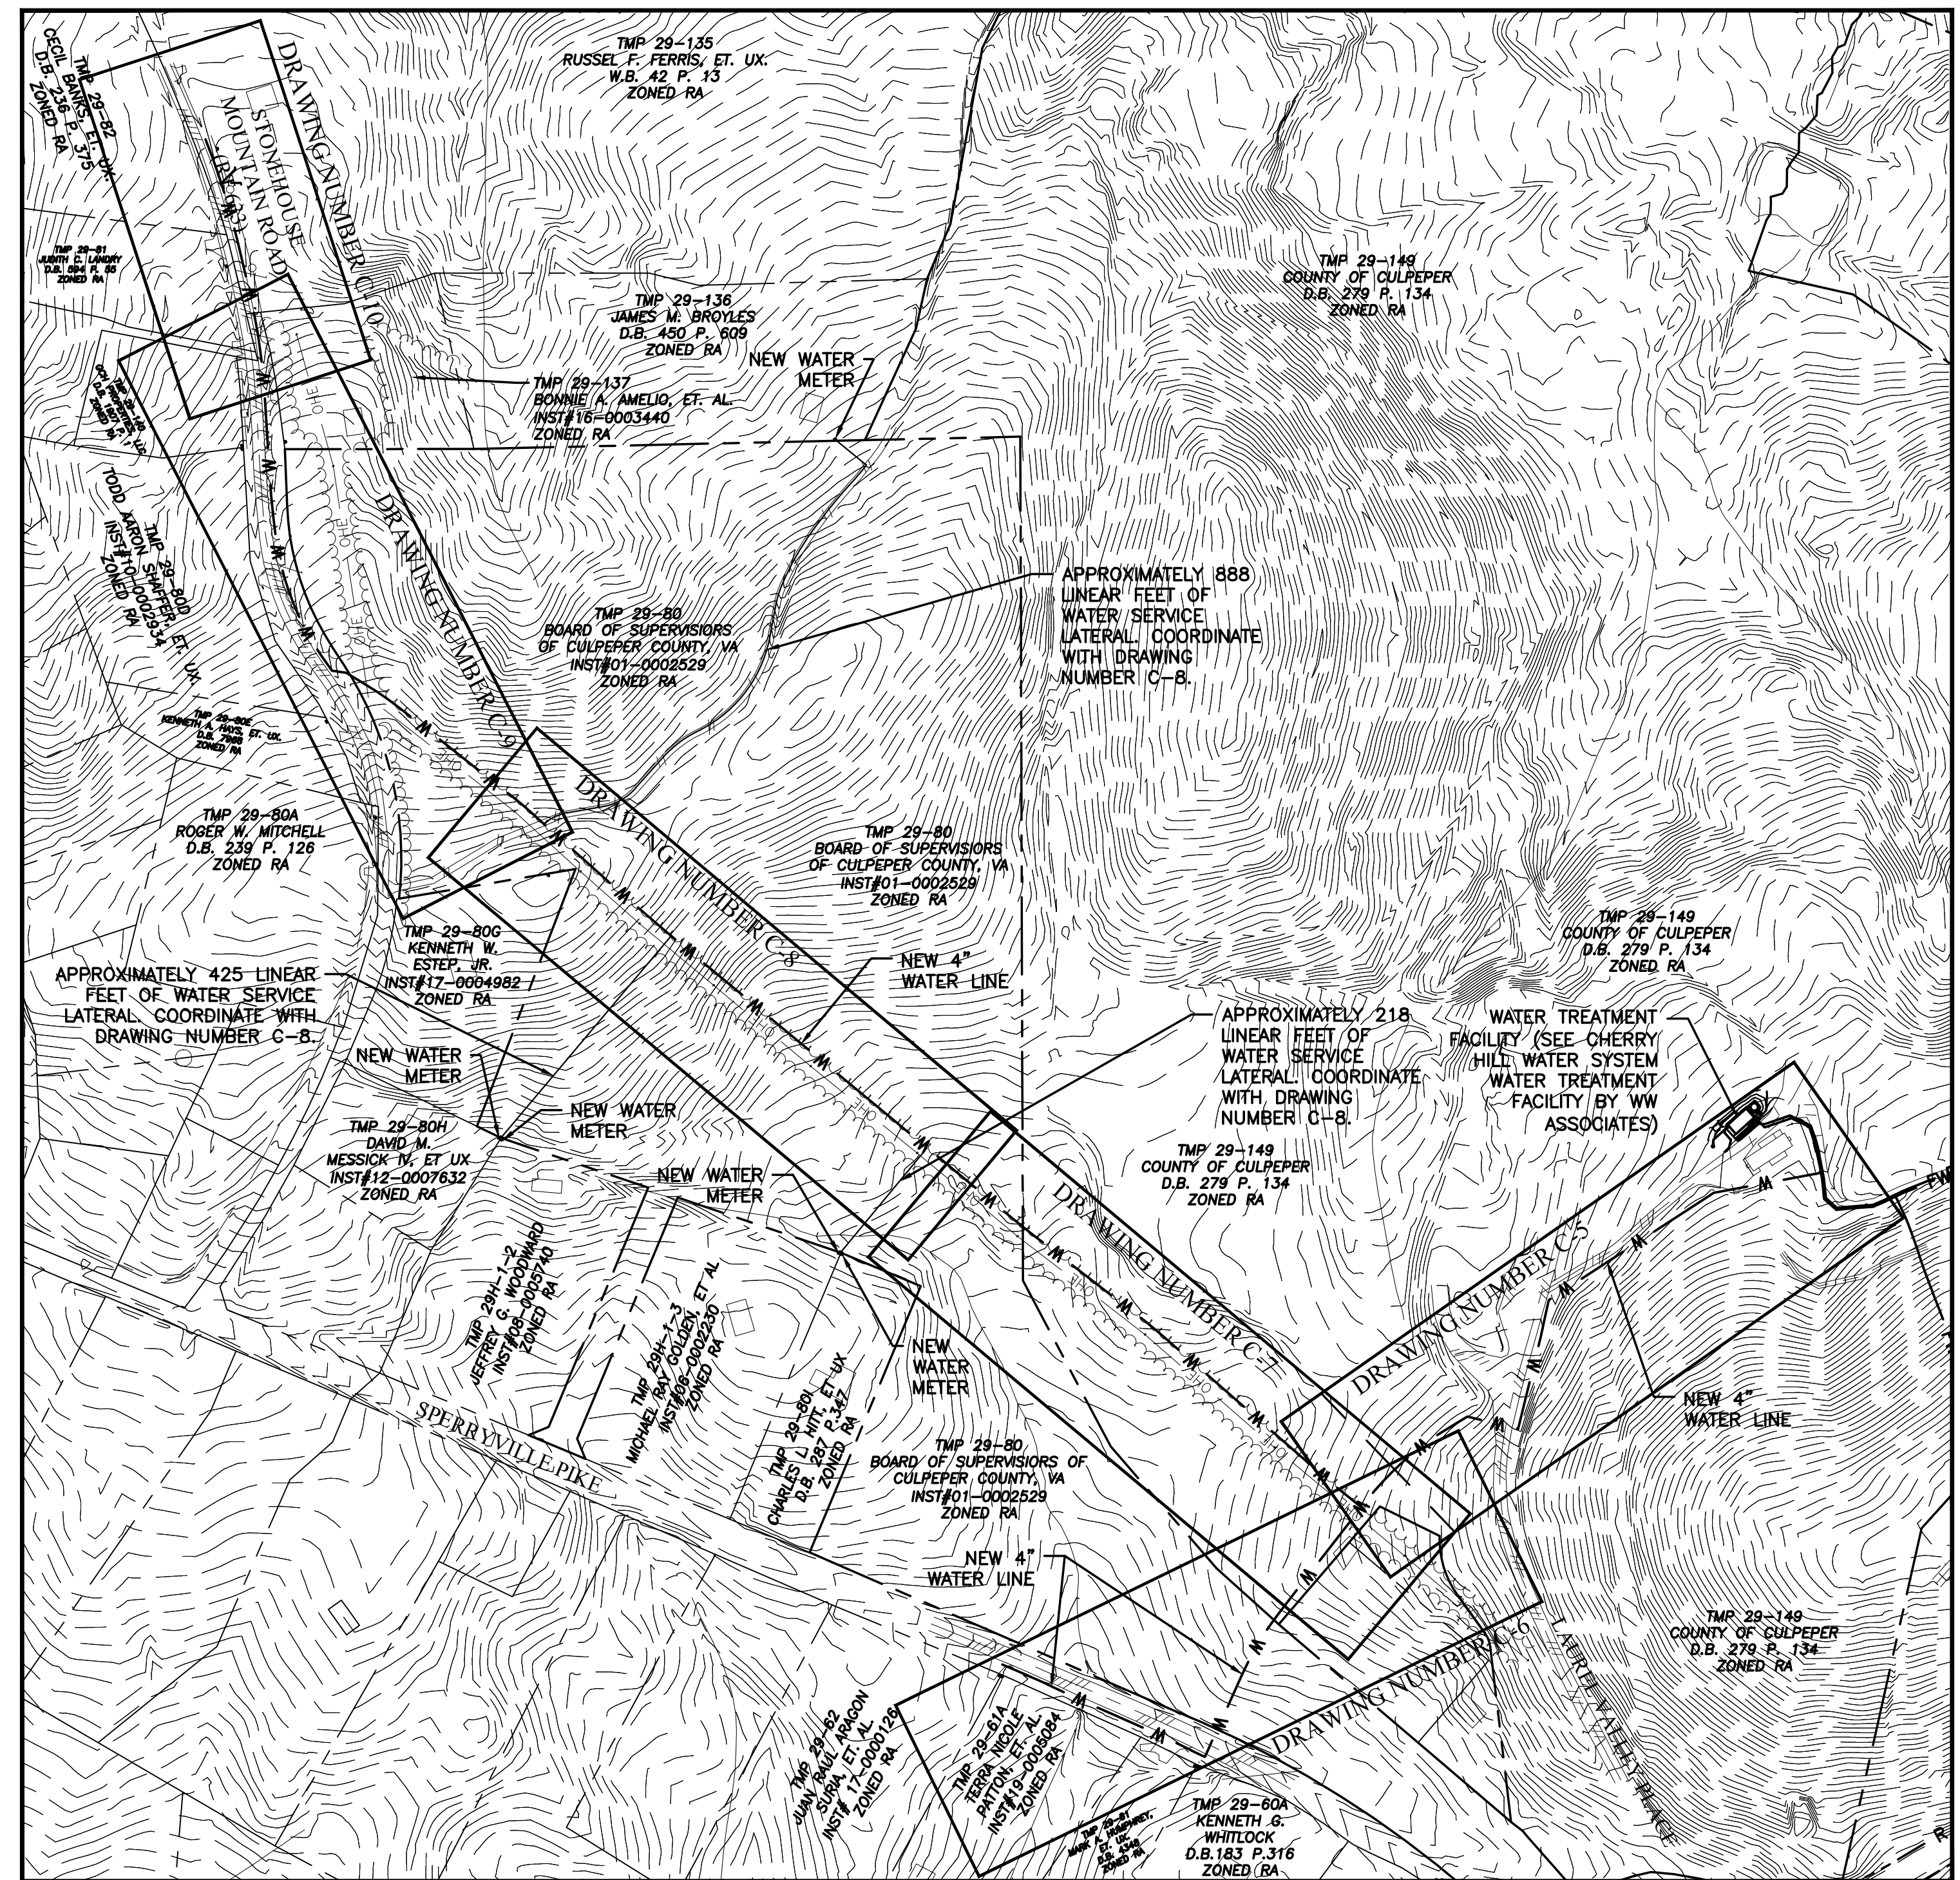 TMP 29-82
CECIL BANKS, ET. UX.
D.B. 236 P. 375
ZONED RA
DRAWING NUMBER C-10
STONEHOUSE
MOUNTAIN ROAD
(RT 663)
TMP 29-135
RUSSEL F. FERRIS, ET. UX.
W.B. 42 P. 13
ZONED RA
TMP 29-81
JUDITH C. LANDRY
D.B. 594 P. 55
ZONED RA
TMP 29-136
JAMES M. BROYLES
D.B. 450 P. 609
ZONED RA
TMP 29-149
COUNTY OF CULPEPER
D.B. 279 P. 134
ZONED RA
NEW WATER
METER
TMP 29-137
BONNIE A. AMELIO, ET. AL.
INST#16-0003440
ZONED RA
ZONED RA
TMP 29-80D
TODD AARON SHAFFER, ET. UX.
INST#10-0002934
ZONED RA
DRAWING NUMBER C-9
TMP 29-80
BOARD OF SUPERVISIORS
OF CULPEPER COUNTY, VA
INST#01-0002529
ZONED RA
APPROXIMATELY 888
LINEAR FEET OF
WATER SERVICE
LATERAL. COORDINATE
WITH DRAWING
NUMBER C-8.
TMP 29-80E
KENNETH A. HAYS, ET. UX.
D.B. 7968
ZONED RA
TMP 29-80A
ROGER W. MITCHELL
D.B. 239 P. 126
ZONED RA
DRAWING NUMBER C-8
TMP 29-80
BOARD OF SUPERVISIORS
OF CULPEPER COUNTY, VA
INST#01-0002529
ZONED RA
TMP 29-80G
KENNETH W.
ESTEP, JR.
INST#17-0004982
ZONED RA
NEW 4"
WATER LINE
TMP 29-149
COUNTY OF CULPEPER
D.B. 279 P. 134
ZONED RA
APPROXIMATELY 425 LINEAR
FEET OF WATER SERVICE
LATERAL. COORDINATE WITH
DRAWING NUMBER C-8.
APPROXIMATELY 218
LINEAR FEET OF
WATER SERVICE
LATERAL. COORDINATE
WITH DRAWING
NUMBER C-8.
WATER TREATMENT
FACILITY (SEE CHERRY
HILL WATER SYSTEM
WATER TREATMENT
FACILITY BY WW
ASSOCIATES)
NEW WATER
METER
NEW WATER
METER
TMP 29-80H
DAVID M.
MESSICK IV, ET UX
INST#12-0007632
ZONED RA
NEW WATER
METER
TMP 29-149
COUNTY OF CULPEPER
D.B. 279 P. 134
ZONED RA
DRAWING NUMBER C-7
DRAWING NUMBER C-5
TMP 29H-1-2
JEFFREY G. WOODWARD
INST#08-0005740
ZONED RA
TMP 29H-1-3
MICHAEL RAY GOLDEN, ET AL
INST#06-0002230
ZONED RA
NEW
WATER
METER
SPERRYVILLE PIKE
TMP 29-80I
CHARLES L. HITT, ET UX
D.B. 287 P.347
ZONED RA
NEW 4"
WATER LINE
TMP 29-80
BOARD OF SUPERVISIORS OF
CULPEPER COUNTY, VA
INST#01-0002529
ZONED RA
NEW 4"
WATER LINE
DRAWING NUMBER C-6
LAUREL VALLEY PLACE
TMP 29-149
COUNTY OF CULPEPER
D.B. 279 P. 134
ZONED RA
TMP 29-62
JUAN RAUL ARAGON
SURIA, ET. AL.
INST# 17-0000126
ZONED RA
TMP 29-61A
TERRA NICOLE
PATTON, ET. AL.
INST#19-0005084
ZONED RA
MARK A. HUMPHREY,
ET. UX.
D.B. 4348
ZONED RA
TMP 29-60A
KENNETH G.
WHITLOCK
D.B.183 P.316
ZONED RA